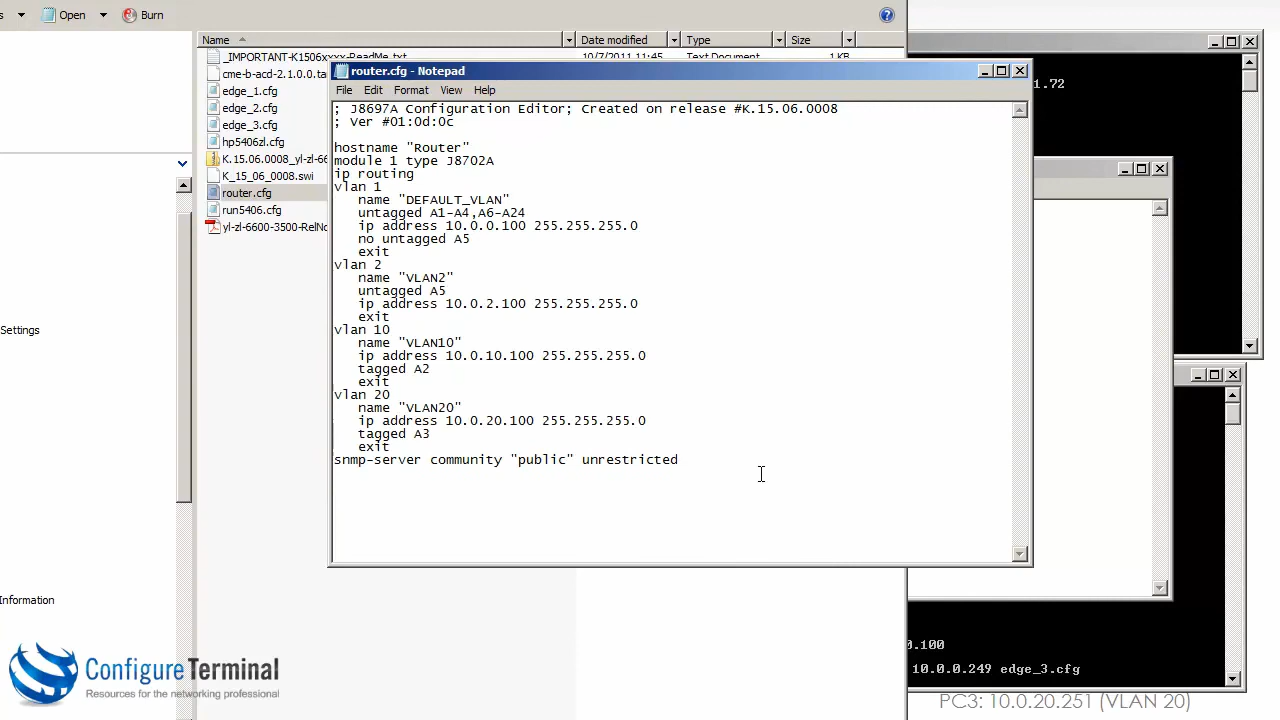 s Open Burn
Name Date modified Type Size
_IMPORTANT-K1506xxxx-ReadMe.txt 10/7/2011 11:45 Text Document 1 KB
cme-b-acd-2.1.0.0.ta
edge_1.cfg
edge_2.cfg
edge_3.cfg
hp5406zl.cfg
K.15.06.0008_yl-zl-66
K_15_06_0008.swi
router.cfg
run5406.cfg
yl-zl-6600-3500-RelNo
Settings
Information
router.cfg - Notepad
File Edit Format View Help
; J8697A Configuration Editor; Created on release #K.15.06.0008
; Ver #01:0d:0c
hostname "Router"
module 1 type J8702A
ip routing
vlan 1
name "DEFAULT_VLAN"
untagged A1-A4,A6-A24
ip address 10.0.0.100 255.255.255.0
no untagged A5
exit
vlan 2
name "VLAN2"
untagged A5
ip address 10.0.2.100 255.255.255.0
exit
vlan 10
name "VLAN10"
ip address 10.0.10.100 255.255.255.0
tagged A2
exit
vlan 20
name "VLAN20"
ip address 10.0.20.100 255.255.255.0
tagged A3
exit
snmp-server community "public" unrestricted
1.72
0.100
10.0.0.249 edge_3.cfg
PC3: 10.0.20.251 (VLAN 20)
Configure Terminal
Resources for the networking professional